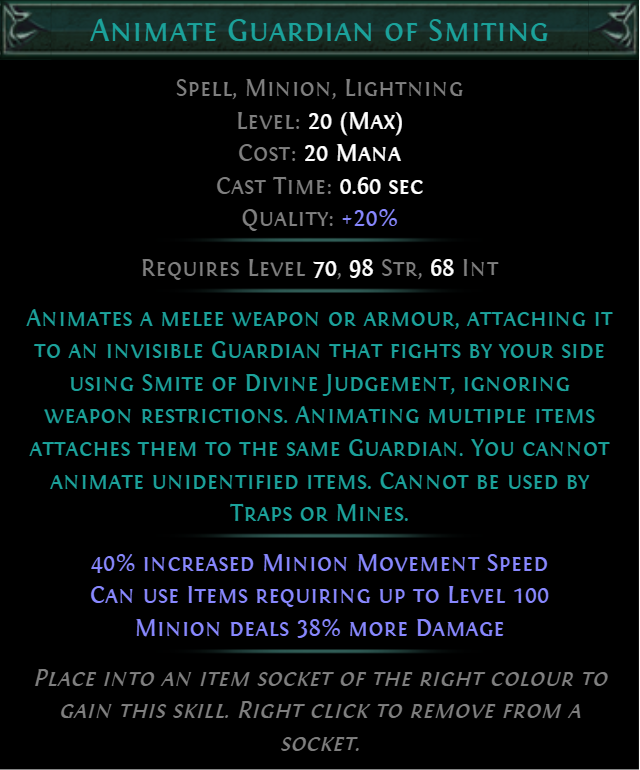 Animate Guardian of Smiting
Spell, Minion, Lightning
Level: 20 (Max)
Cost: 20 Mana
Cast Time: 0.60 sec
Quality: +20%
Requires Level 70, 98 Str, 68 Int
Animates a melee weapon or armour, attaching it
to an invisible Guardian that fights by your side
using Smite of Divine Judgement, ignoring
weapon restrictions. Animating multiple items
attaches them to the same Guardian. You cannot
animate unidentified items. Cannot be used by
Traps or Mines.
40% increased Minion Movement Speed
Can use Items requiring up to Level 100
Minion deals 38% more Damage
Place into an item socket of the right colour to
gain this skill. Right click to remove from a
socket.